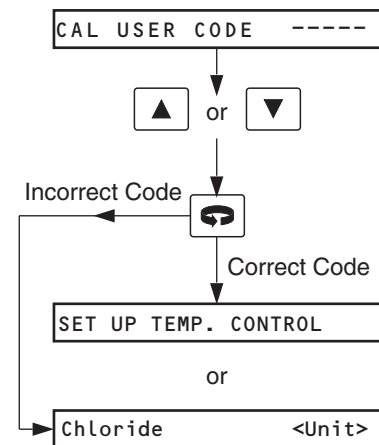 CAL USER CODE -----
▲ or ▼
Incorrect Code
Correct Code
SET UP TEMP. CONTROL
or
Chloride <Unit>